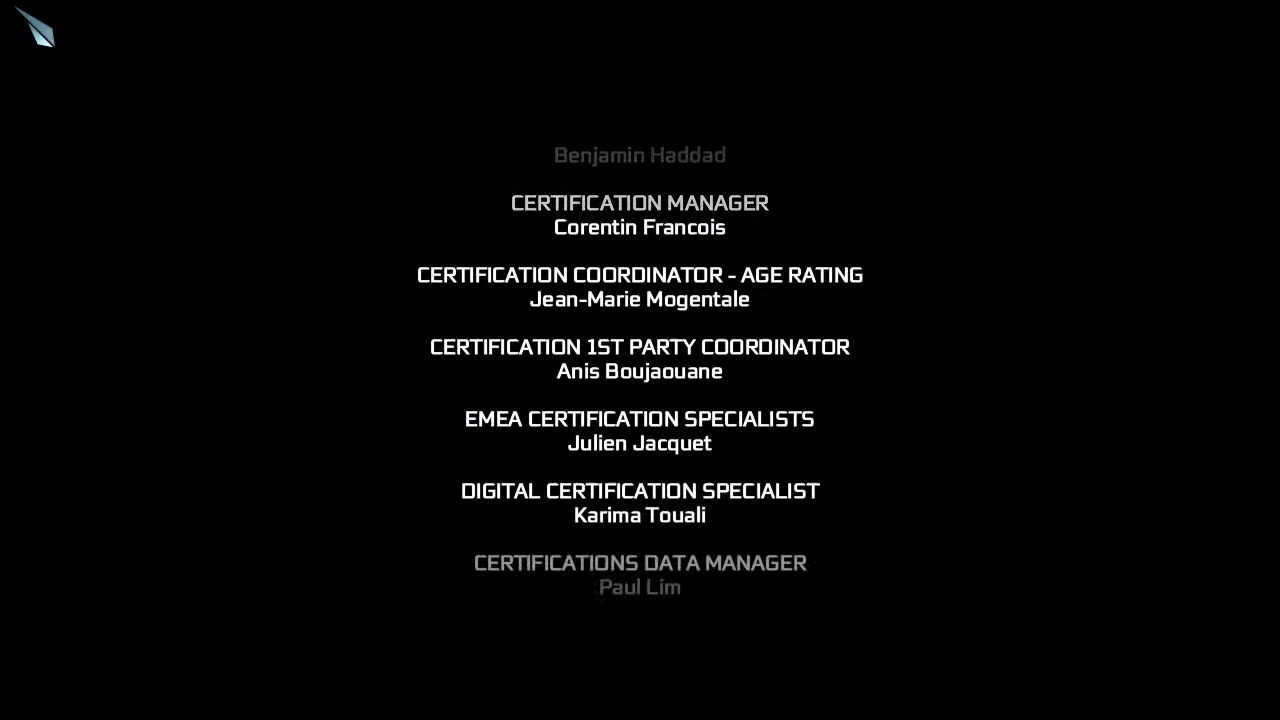 Benjamin Haddad
CERTIFICATION MANAGER
Corentin Francois
CERTIFICATION COORDINATOR - AGE RATING
Jean-Marie Mogentale
CERTIFICATION 1ST PARTY COORDINATOR
Anis Boujaouane
EMEA CERTIFICATION SPECIALISTS
Julien Jacquet
DIGITAL CERTIFICATION SPECIALIST
Karima Touali
CERTIFICATIONS DATA MANAGER
Paul Lim